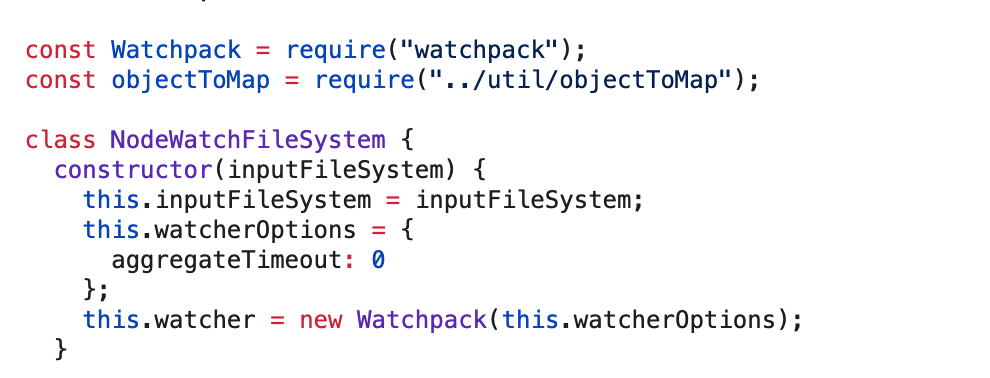 const Watchpack = require("watchpack");
const objectToMap = require("../util/objectToMap");
class NodeWatchFileSystem {
constructor(inputFileSystem) {
this.inputFileSystem = inputFileSystem;
this.watcherOptions = {
aggregateTimeout: 0
};
this.watcher = new Watchpack(this.watcherOptions);
}